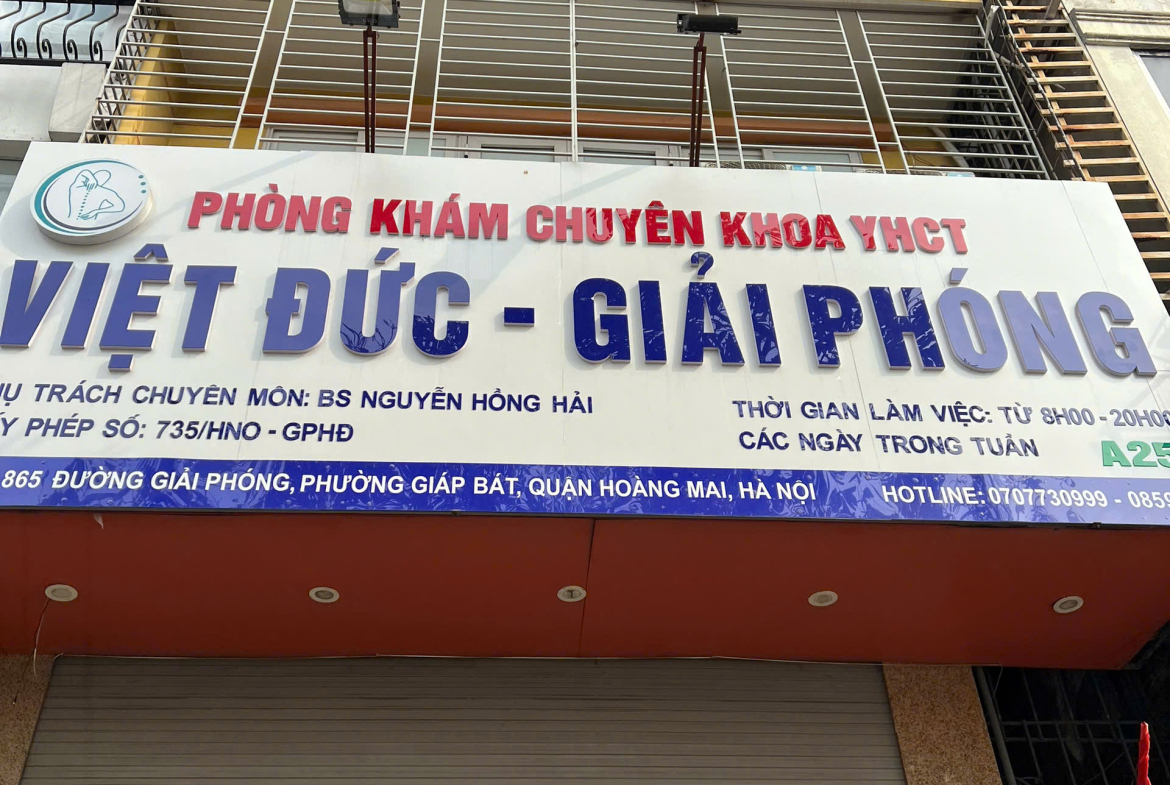 PHÒNG KHÁM CHUYÊN KHOA YHCT
VIỆT ĐỨC - GIẢI PHÓNG
TRÁCH CHUYÊN MÔN: BS NGUYỄN HỒNG HẢI
PHÉP SỐ: 735/HNO - GPHĐ
THỜI GIAN LÀM VIỆC: TỪ 8H00 - 20H00
CÁC NGÀY TRONG TUẦN
A25
865 ĐƯỜNG GIẢI PHÓNG, PHƯỜNG GIÁP BÁT, QUẬN HOÀNG MAI, HÀ NỘI
HOTLINE: 0707730999 - 0859